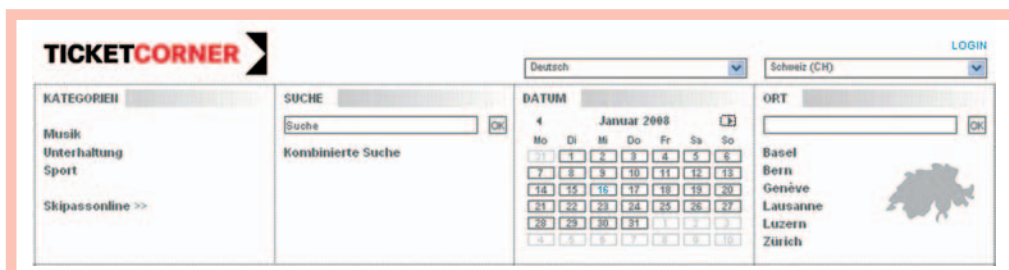 TICKETCORNER
LOGIN
Deutsch
Schweiz (CH)
KATEGORIEN
Musik
Unterhaltung
Sport
Skipassonline >>
SUCHE
Suche OK
Kombinierte Suche
DATUM
Januar 2008
Mo Di Mi Do Fr Sa So
31 1 2 3 4 5 6
7 8 9 10 11 12 13
14 15 16 17 18 19 20
21 22 23 24 25 26 27
28 29 30 31 1 2 3
4 5 6 7 8 9 10
ORT
OK
Basel
Bern
Genève
Lausanne
Luzern
Zürich